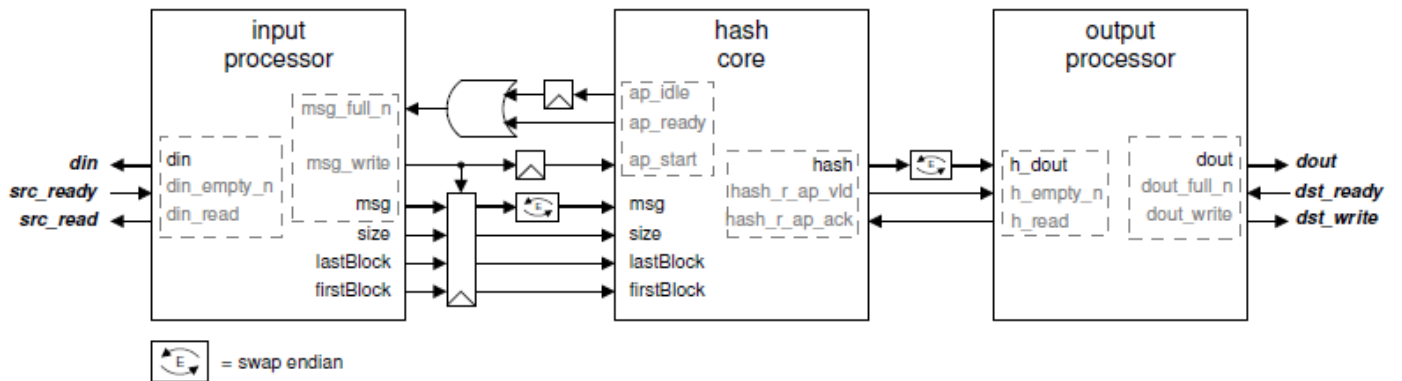 input
processor
hash
core
output
processor
msg_full_n
ap_idle
ap_ready
din
din
din_empty_n
din_read
src_ready
src_read
msg_write
ap_start
msg
size
lastBlock
firstBlock
E
msg
size
lastBlock
firstBlock
hash
hash_r_ap_vld
hash_r_ap_ack
E
h_dout
h_empty_n
h_read
dout
dout_full_n
dout_write
dout
dst_ready
dst_write
E = swap endian